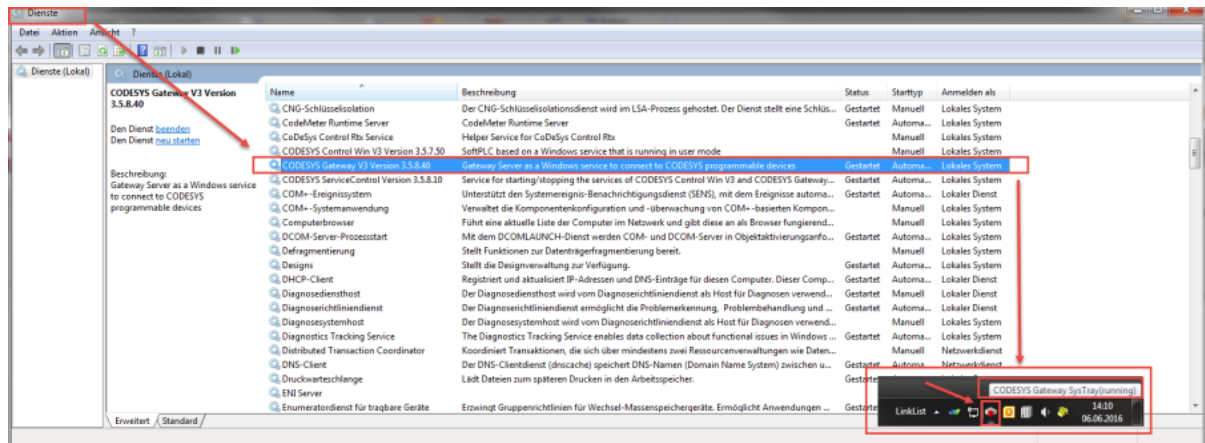 Dienste
Datei Aktion Ansicht ?
Dienste (Lokal)
Dienste (Lokal)
CODESYS Gateway V3 Version 3.5.8.40
Den Dienst beenden
Den Dienst neu starten
Beschreibung:
Gateway Server as a Windows service to connect to CODESYS programmable devices
Name Beschreibung Status Starttyp Anmelden als
CNG-Schlüsselisolation Der CNG-Schlüsselisolationsdienst wird im LSA-Prozess gehostet. Der Dienst stellt eine Schlüs... Gestartet Manuell Lokales System
CodeMeter Runtime Server CodeMeter Runtime Server Gestartet Automa... Lokales System
CoDeSys Control Rtx Service Helper Service for CoDeSys Control Rtx Manuell Lokales System
CODESYS Control Win V3 Version 3.5.7.50 SoftPLC based on a Windows service that is running in user mode Manuell Lokales System
CODESYS Gateway V3 Version 3.5.8.40 Gateway Server as a Windows service to connect to CODESYS programmable devices Gestartet Automa... Lokales System
CODESYS ServiceControl Version 3.5.8.10 Service for starting/stopping the services of CODESYS Control Win V3 and CODESYS Gateway... Gestartet Automa... Lokales System
COM+-Ereignissystem Unterstützt den Systemereignis-Benachrichtigungsdienst (SENS), mit dem Ereignisse automa... Gestartet Automa... Lokaler Dienst
COM+-Systemanwendung Verwaltet die Komponentenkonfiguration und -überwachung von COM+-basierten Kompon... Manuell Lokales System
Computerbrowser Führt eine aktuelle Liste der Computer im Netzwerk und gibt diese an als Browser fungierend... Manuell Lokales System
DCOM-Server-Prozessstart Mit dem DCOMLAUNCH-Dienst werden COM- und DCOM-Server in Objektaktivierungsanfo... Gestartet Automa... Lokales System
Defragmentierung Stellt Funktionen zur Datenträgerfragmentierung bereit. Manuell Lokales System
Designs Stellt die Designverwaltung zur Verfügung. Gestartet Automa... Lokales System
DHCP-Client Registriert und aktualisiert IP-Adressen und DNS-Einträge für diesen Computer. Dieser Comp... Gestartet Automa... Lokaler Dienst
Diagnosediensthost Der Diagnosediensthost wird vom Diagnoserichtliniendienst als Host für Diagnosen verwend... Gestartet Manuell Lokaler Dienst
Diagnoserichtliniendienst Der Diagnoserichtliniendienst ermöglicht die Problemerkennung, Problembehandlung und ... Gestartet Automa... Lokaler Dienst
Diagnosesystemhost Der Diagnosesystemhost wird vom Diagnoserichtliniendienst als Host für Diagnosen verwend... Manuell Lokales System
Diagnostics Tracking Service The Diagnostics Tracking Service enables data collection about functional issues in Windows ... Gestartet Automa... Lokales System
Distributed Transaction Coordinator Koordiniert Transaktionen, die sich über mindestens zwei Ressourcenverwaltungen wie Daten... Manuell Netzwerkdienst
DNS-Client Der DNS-Clientdienst (dnscache) speichert DNS-Namen (Domain Name System) zwischen u... Gestartet Automa... Netzwerkdienst
Druckwarteschlange Lädt Dateien zum späteren Drucken in den Arbeitsspeicher.
ENI Server
Enumeratordienst für tragbare Geräte Erzwingt Gruppenrichtlinien für Wechsel-Massenspeichergeräte. Ermöglicht Anwendungen ...
Erweitert Standard
CODESYS Gateway SysTray(running)
LinkList 14:10
06.06.2016